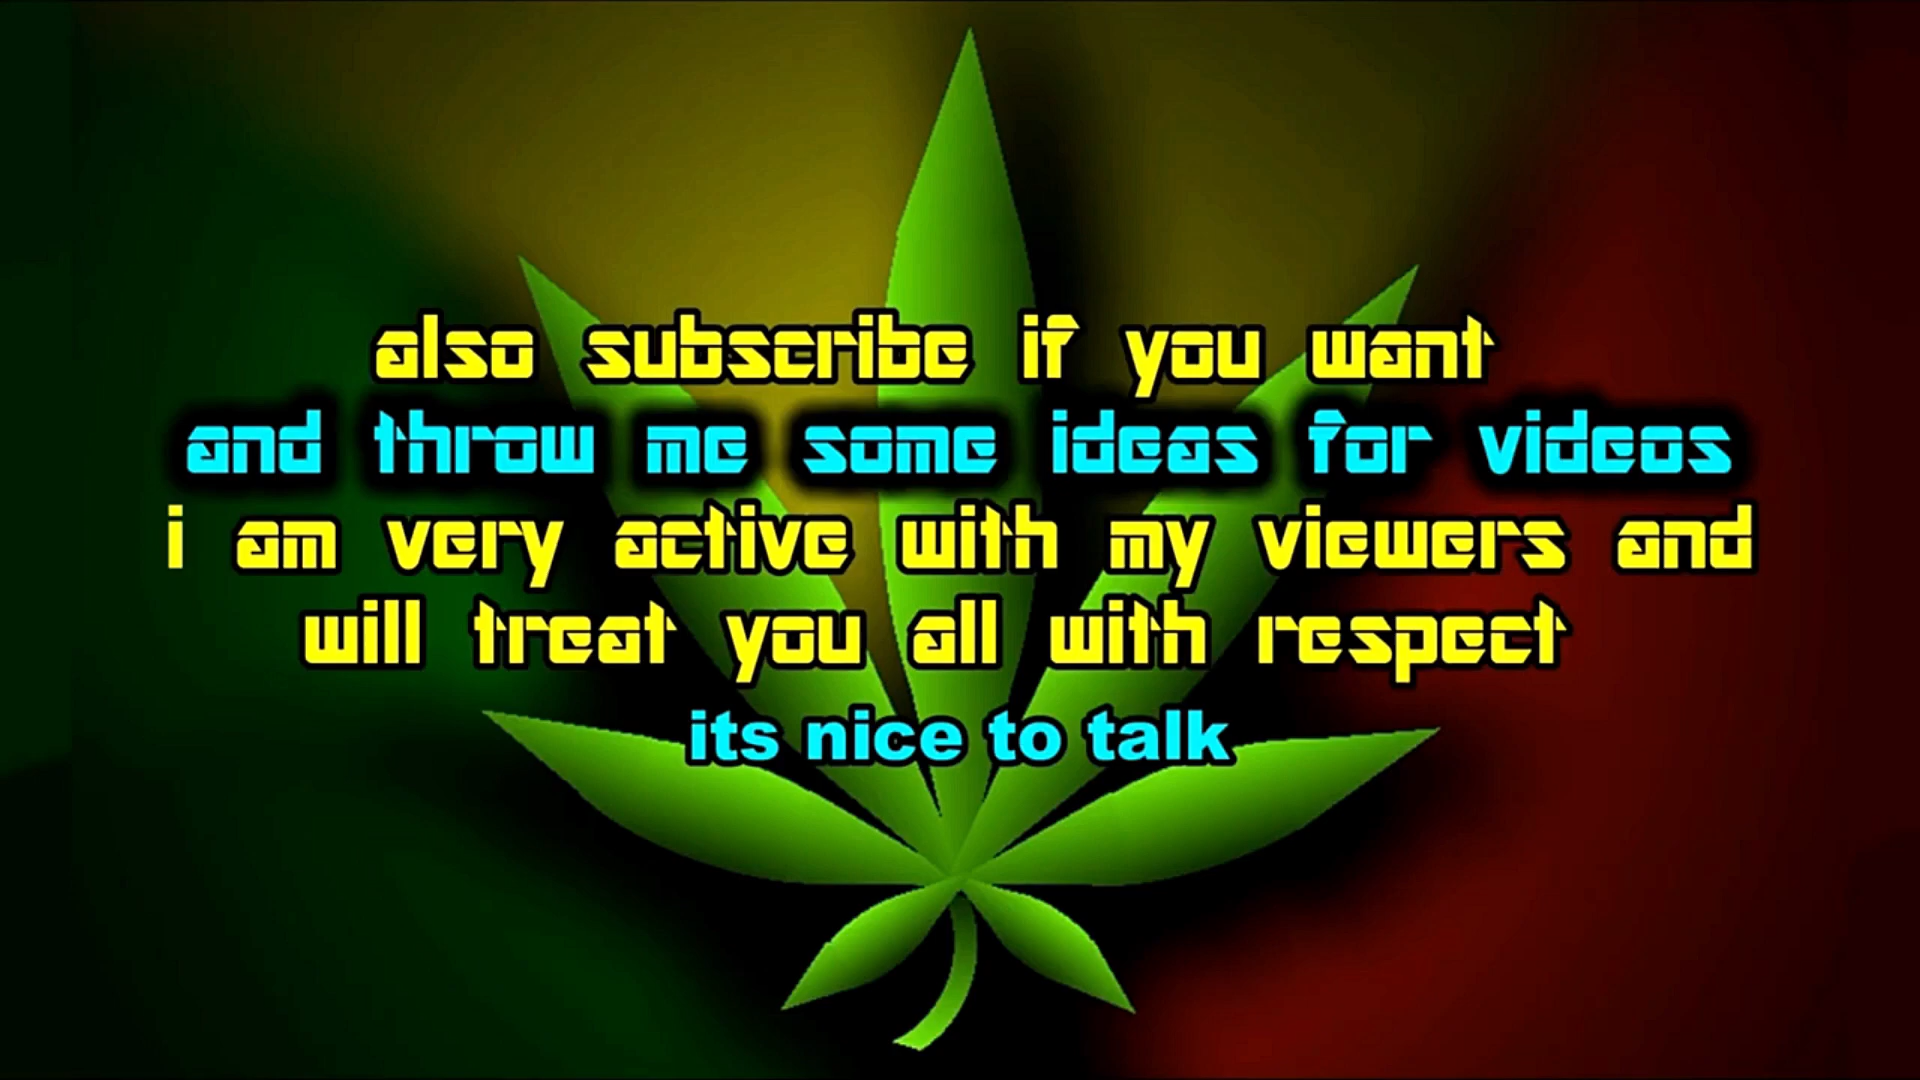 also subscribe if you want
and throw me some ideas for videos
i am very active with my viewers and
will treat you all with respect
its nice to talk